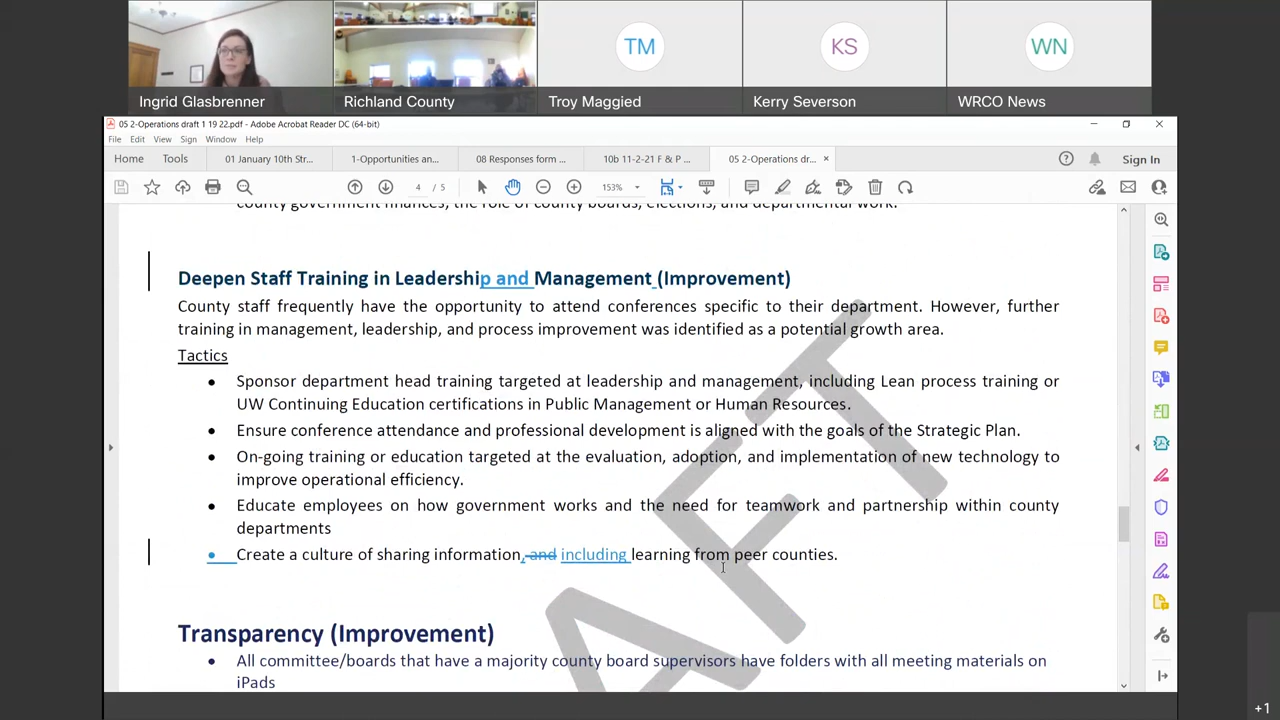 TM
KS
WN
Ingrid Glasbrenner
Richland County
Troy Maggied
Kerry Severson
WRCO News
05 2-Operations draft 1 19 22.pdf - Adobe Acrobat Reader DC (64-bit)
File Edit View Sign Window Help
Home Tools 01 January 10th Str... 1-Opportunities an... 08 Responses form ... 10b 11-2-21 F & P ... 05 2-Operations dr... × Sign In
4 / 5 153%
county government finances, the role of county boards, elections, and departmental work.
Deepen Staff Training in Leadership and Management (Improvement)
County staff frequently have the opportunity to attend conferences specific to their department. However, further
training in management, leadership, and process improvement was identified as a potential growth area.
Tactics
• Sponsor department head training targeted at leadership and management, including Lean process training or
UW Continuing Education certifications in Public Management or Human Resources.
• Ensure conference attendance and professional development is aligned with the goals of the Strategic Plan.
• On-going training or education targeted at the evaluation, adoption, and implementation of new technology to
improve operational efficiency.
• Educate employees on how government works and the need for teamwork and partnership within county
departments
• Create a culture of sharing information, and including learning from peer counties.
Transparency (Improvement)
• All committee/boards that have a majority county board supervisors have folders with all meeting materials on
iPads
AFT
+1